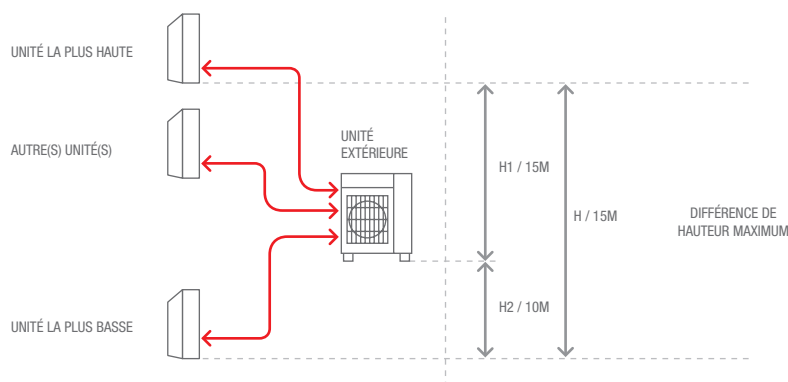 UNITÉ LA PLUS HAUTE
AUTRE(S) UNITÉ(S)
UNITÉ
EXTÉRIEURE
H1 / 15M
H / 15M
DIFFÉRENCE DE
HAUTEUR MAXIMUM
H2 / 10M
UNITÉ LA PLUS BASSE